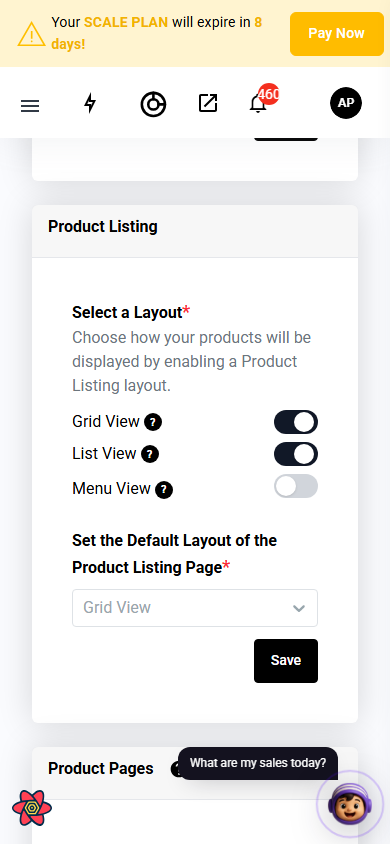 Your SCALE PLAN will expire in 8
days!
Pay Now
460
AP
Product Listing
Select a Layout*
Choose how your products will be
displayed by enabling a Product
Listing layout.
Grid View ?
List View ?
Menu View ?
Set the Default Layout of the
Product Listing Page*
Grid View
Save
What are my sales today?
Product Pages ?